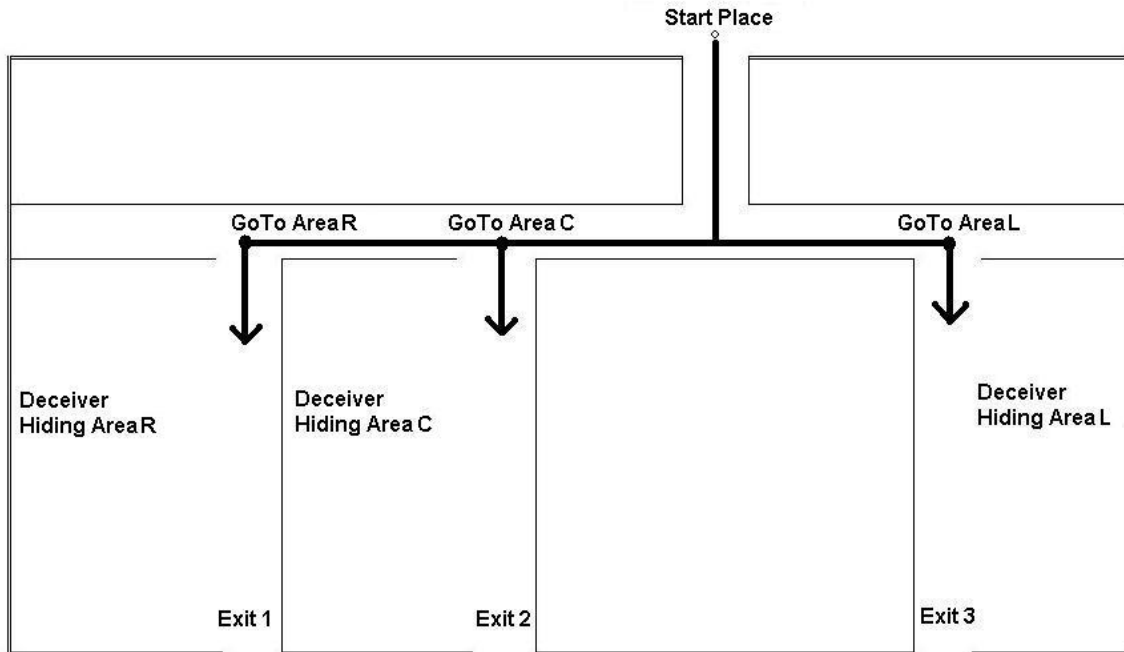 Start Place
GoTo Area R
GoTo Area C
GoTo Area L
Deceiver
Hiding Area R
Deceiver
Hiding Area C
Deceiver
Hiding Area L
Exit 1
Exit 2
Exit 3